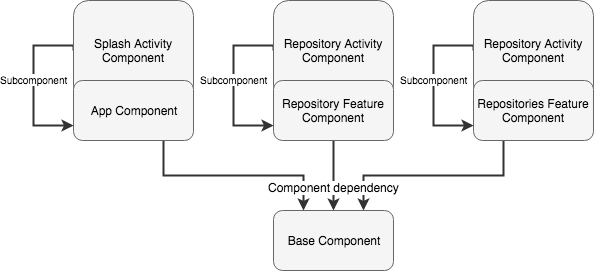 Splash Activity
Component
Subcomponent
App Component
Repository Activity
Component
Subcomponent
Repository Feature
Component
Repository Activity
Component
Subcomponent
Repositories Feature
Component
Component dependency
Base Component